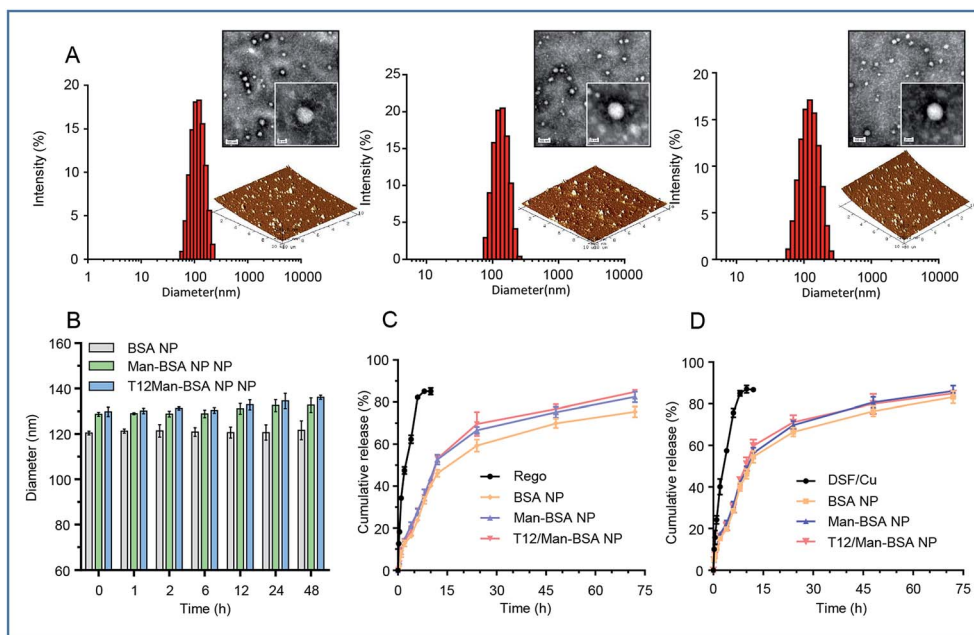 A
20
15
10
5
0
Intensity (%)
1
10
100
1000
10000
Diameter(nm)
25
20
15
10
5
0
Intensity (%)
10
100
1000
10000
Diameter(nm)
20
15
10
5
0
Intensity (%)
10
100
1000
10000
Diameter(nm)
B
160
140
120
100
80
60
Diameter (nm)
BSA NP
Man-BSA NP NP
T12Man-BSA NP NP
0 1 2 6 12 24 48
Time (h)
C
100
80
60
40
20
0
Cumulative release (%)
Rego
BSA NP
Man-BSA NP
T12/Man-BSA NP
0 15 30 45 60 75
Time (h)
D
100
80
60
40
20
0
Cumulative release (%)
DSF/Cu
BSA NP
Man-BSA NP
T12/Man-BSA NP
0 15 30 45 60 75
Time (h)